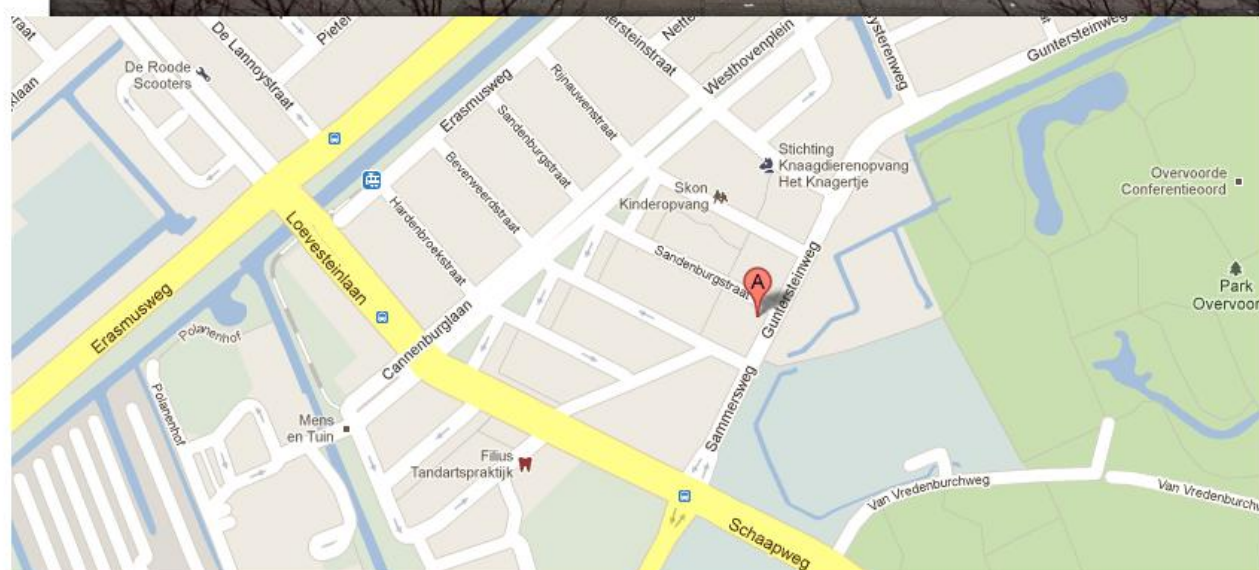 De Lannoystraat
Pieter
Netter
Westhovenplein
Guntersteinweg
De Roode
Scooters
Erasmusweg
Rijnauwenstraat
Sandenburgstraat
Beverweerdstraat
Hardenbroekstraat
Stichting
Knaagdierenopvang
Het Knagertje
Skon
Kinderopvang
Overvoorde
Conferentieoord
Sandenburgstraat
A
Guntersteinweg
Park
Overvoor
Loevesteinlaan
Erasmusweg
Polanenhof
Cannenburglaan
Polanenhof
Mens
en Tuin
Sammersweg
Filius
Tandartspraktijk
Van Vredenburchweg
Van Vredenburchw
Schaapweg